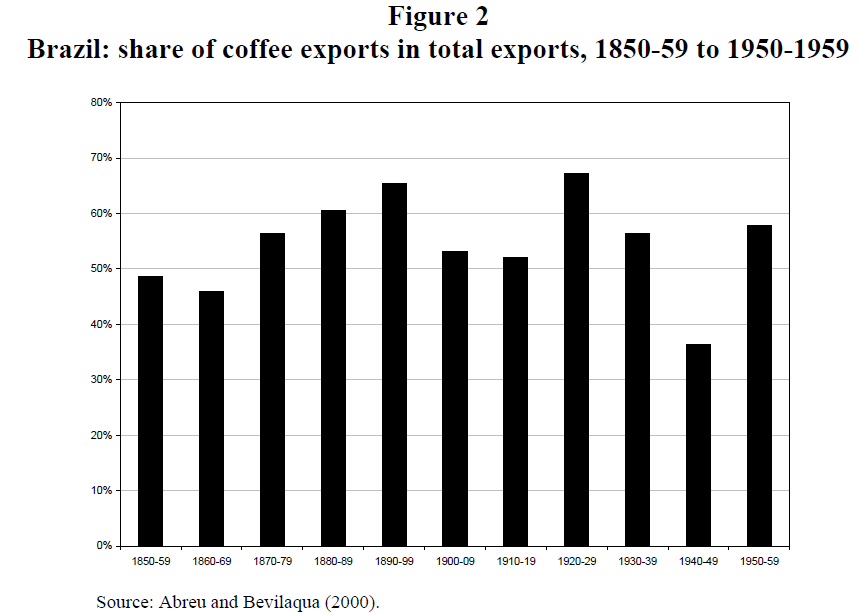 Figure 2
Brazil: share of coffee exports in total exports, 1850-59 to 1950-1959
80%
70%
60%
50%
40%
30%
20%
10%
0%
1850-59 1860-69 1870-79 1880-89 1890-99 1900-09 1910-19 1920-29 1930-39 1940-49 1950-59
Source: Abreu and Bevilaqua (2000).